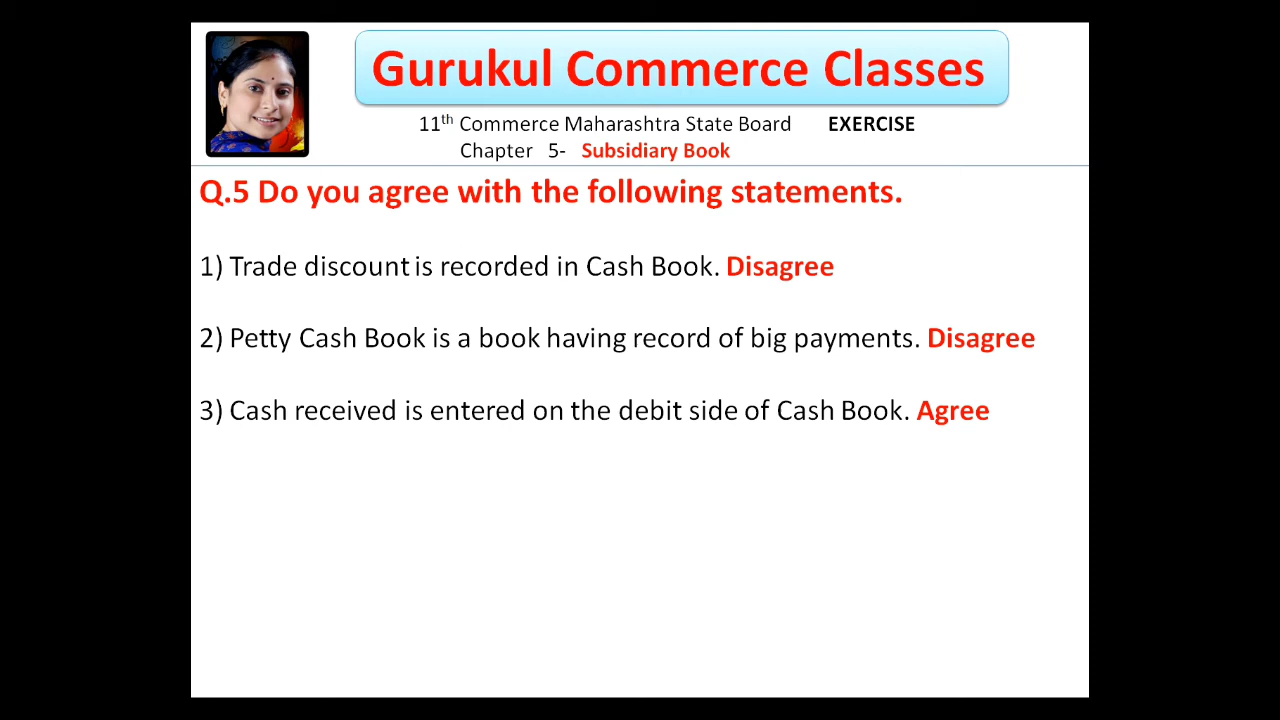 Gurukul Commerce Classes
11th Commerce Maharashtra State Board EXERCISE
Chapter 5- Subsidiary Book
Q.5 Do you agree with the following statements.
1) Trade discount is recorded in Cash Book. Disagree
2) Petty Cash Book is a book having record of big payments. Disagree
3) Cash received is entered on the debit side of Cash Book. Agree